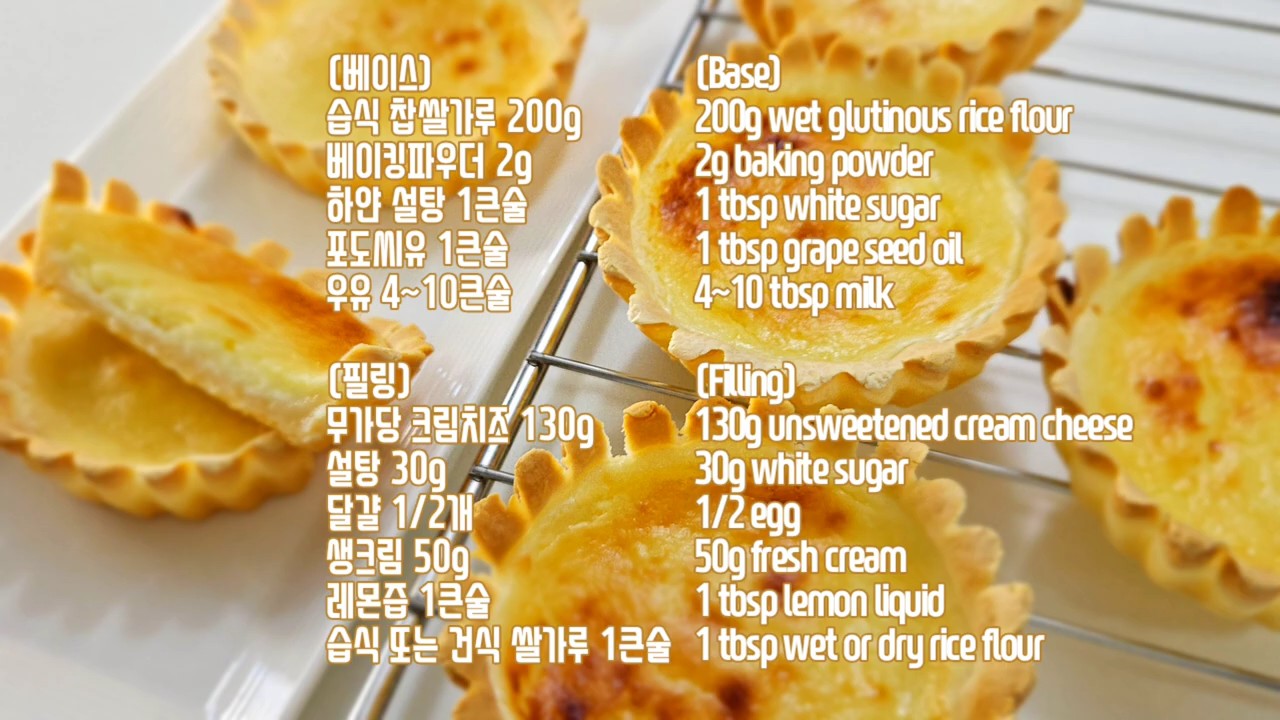 (베이스)
습식 찹쌀가루 200g
베이킹파우더 2g
하얀 설탕 1큰술
포도씨유 1큰술
우유 4~10큰술
(필링)
무가당 크림치즈 130g
설탕 30g
달걀 1/2개
생크림 50g
레몬즙 1큰술
습식 또는 건식 쌀가루 1큰술
(Base)
200g wet glutinous rice flour
2g baking powder
1 tbsp white sugar
1 tbsp grape seed oil
4~10 tbsp milk
(Filling)
130g unsweetened cream cheese
30g white sugar
1/2 egg
50g fresh cream
1 tbsp lemon liquid
1 tbsp wet or dry rice flour